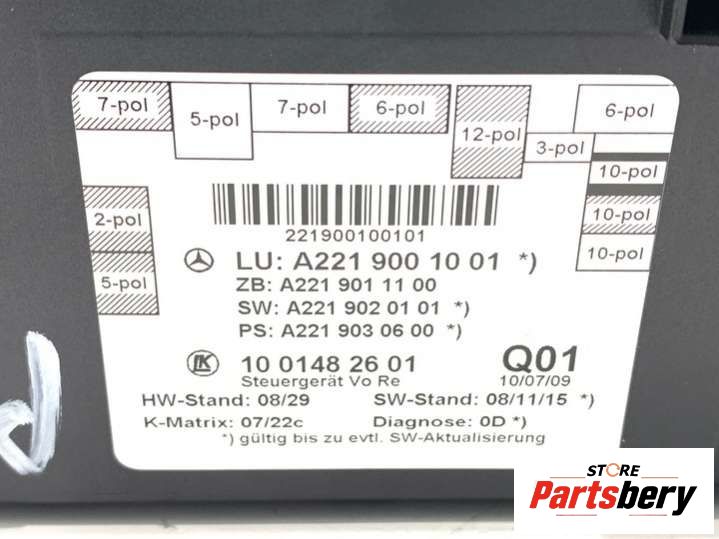 7-pol
5-pol
7-pol
6-pol
12-pol
3-pol
6-pol
10-pol
10-pol
10-pol
2-pol
5-pol
221900100101
LU: A221 900 10 01 *)
ZB: A221 901 11 00
SW: A221 902 01 01 *)
PS: A221 903 06 00 *)
LK 10 0148 26 01 Q01
Steuergerät Vo Re 10/07/09
HW-Stand: 08/29 SW-Stand: 08/11/15 *)
K-Matrix: 07/22c Diagnose: 0D *)
*) gültig bis zu evtl. SW-Aktualisierung
STORE
Partsbery